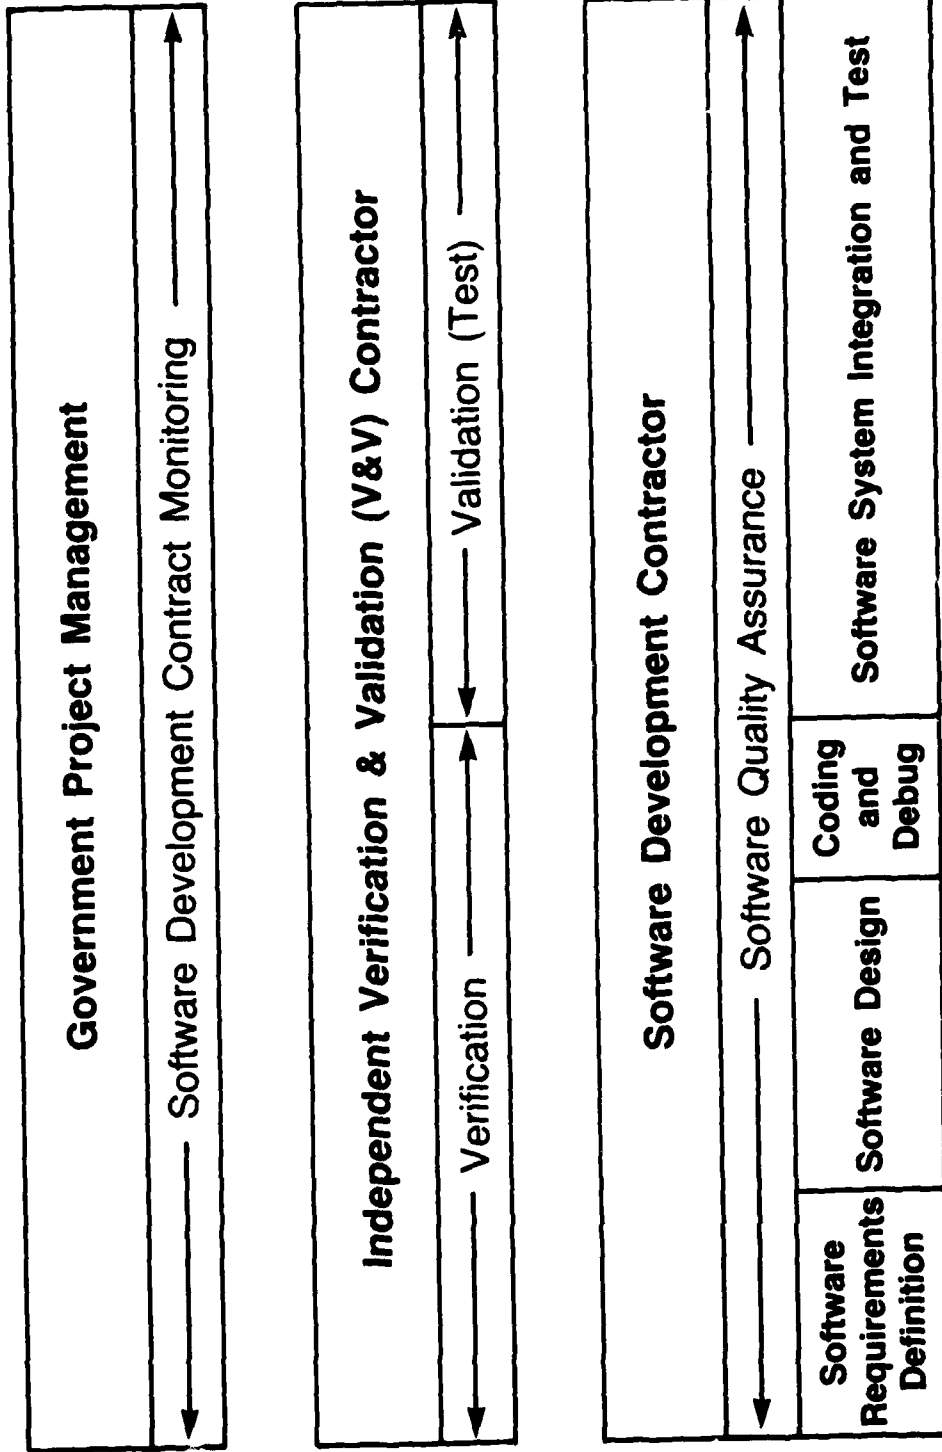 Government Project Management
Software Development Contract Monitoring
Independent Verification & Validation (V&V) Contractor
Verification
Validation (Test)
Software Development Contractor
Software Quality Assurance
Software
Requirements
Definition
Software Design
Coding
and
Debug
Software System Integration and Test